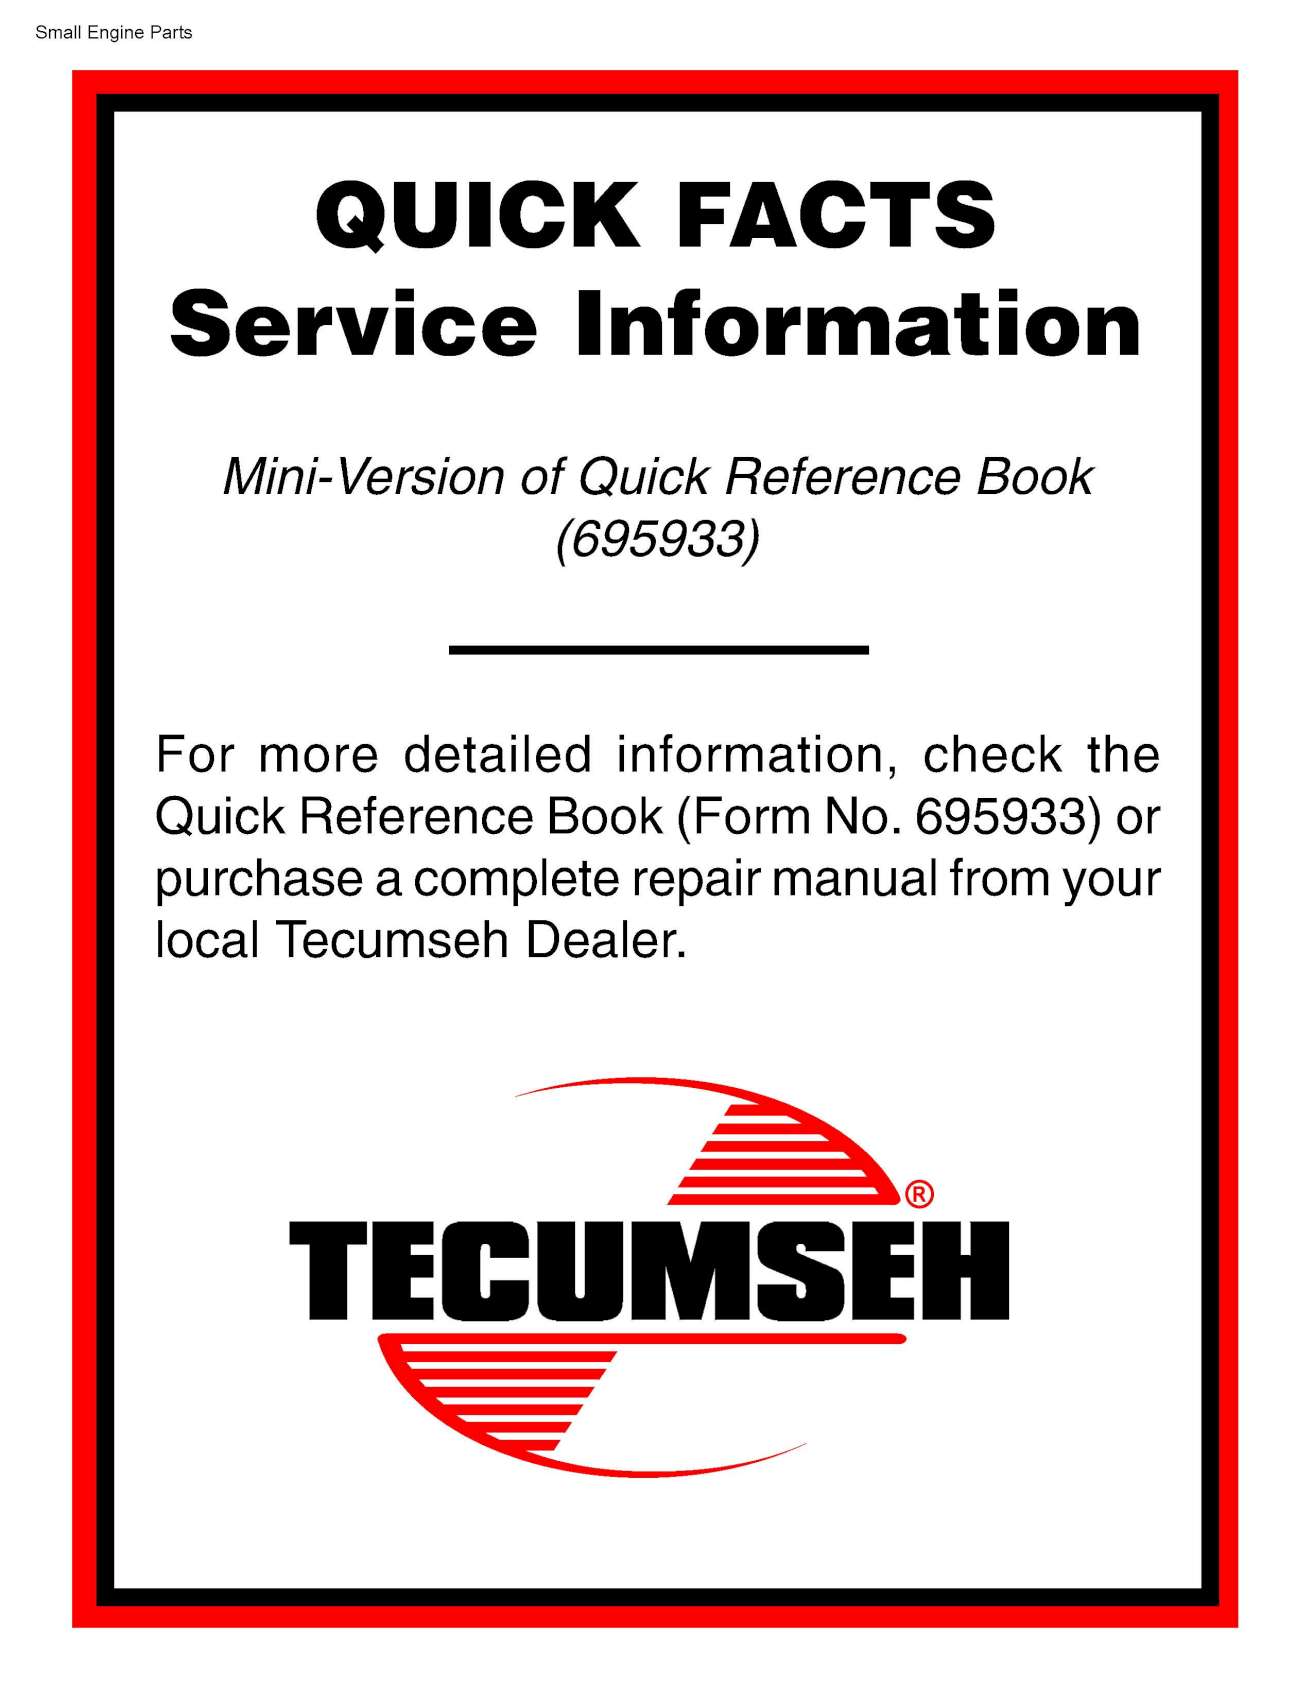 Small Engine Parts
QUICK FACTS
Service Information
Mini-Version of Quick Reference Book
(695933)
For more detailed information, check the
Quick Reference Book (Form No. 695933) or
purchase a complete repair manual from your
local Tecumseh Dealer.
®
TECUMSEH